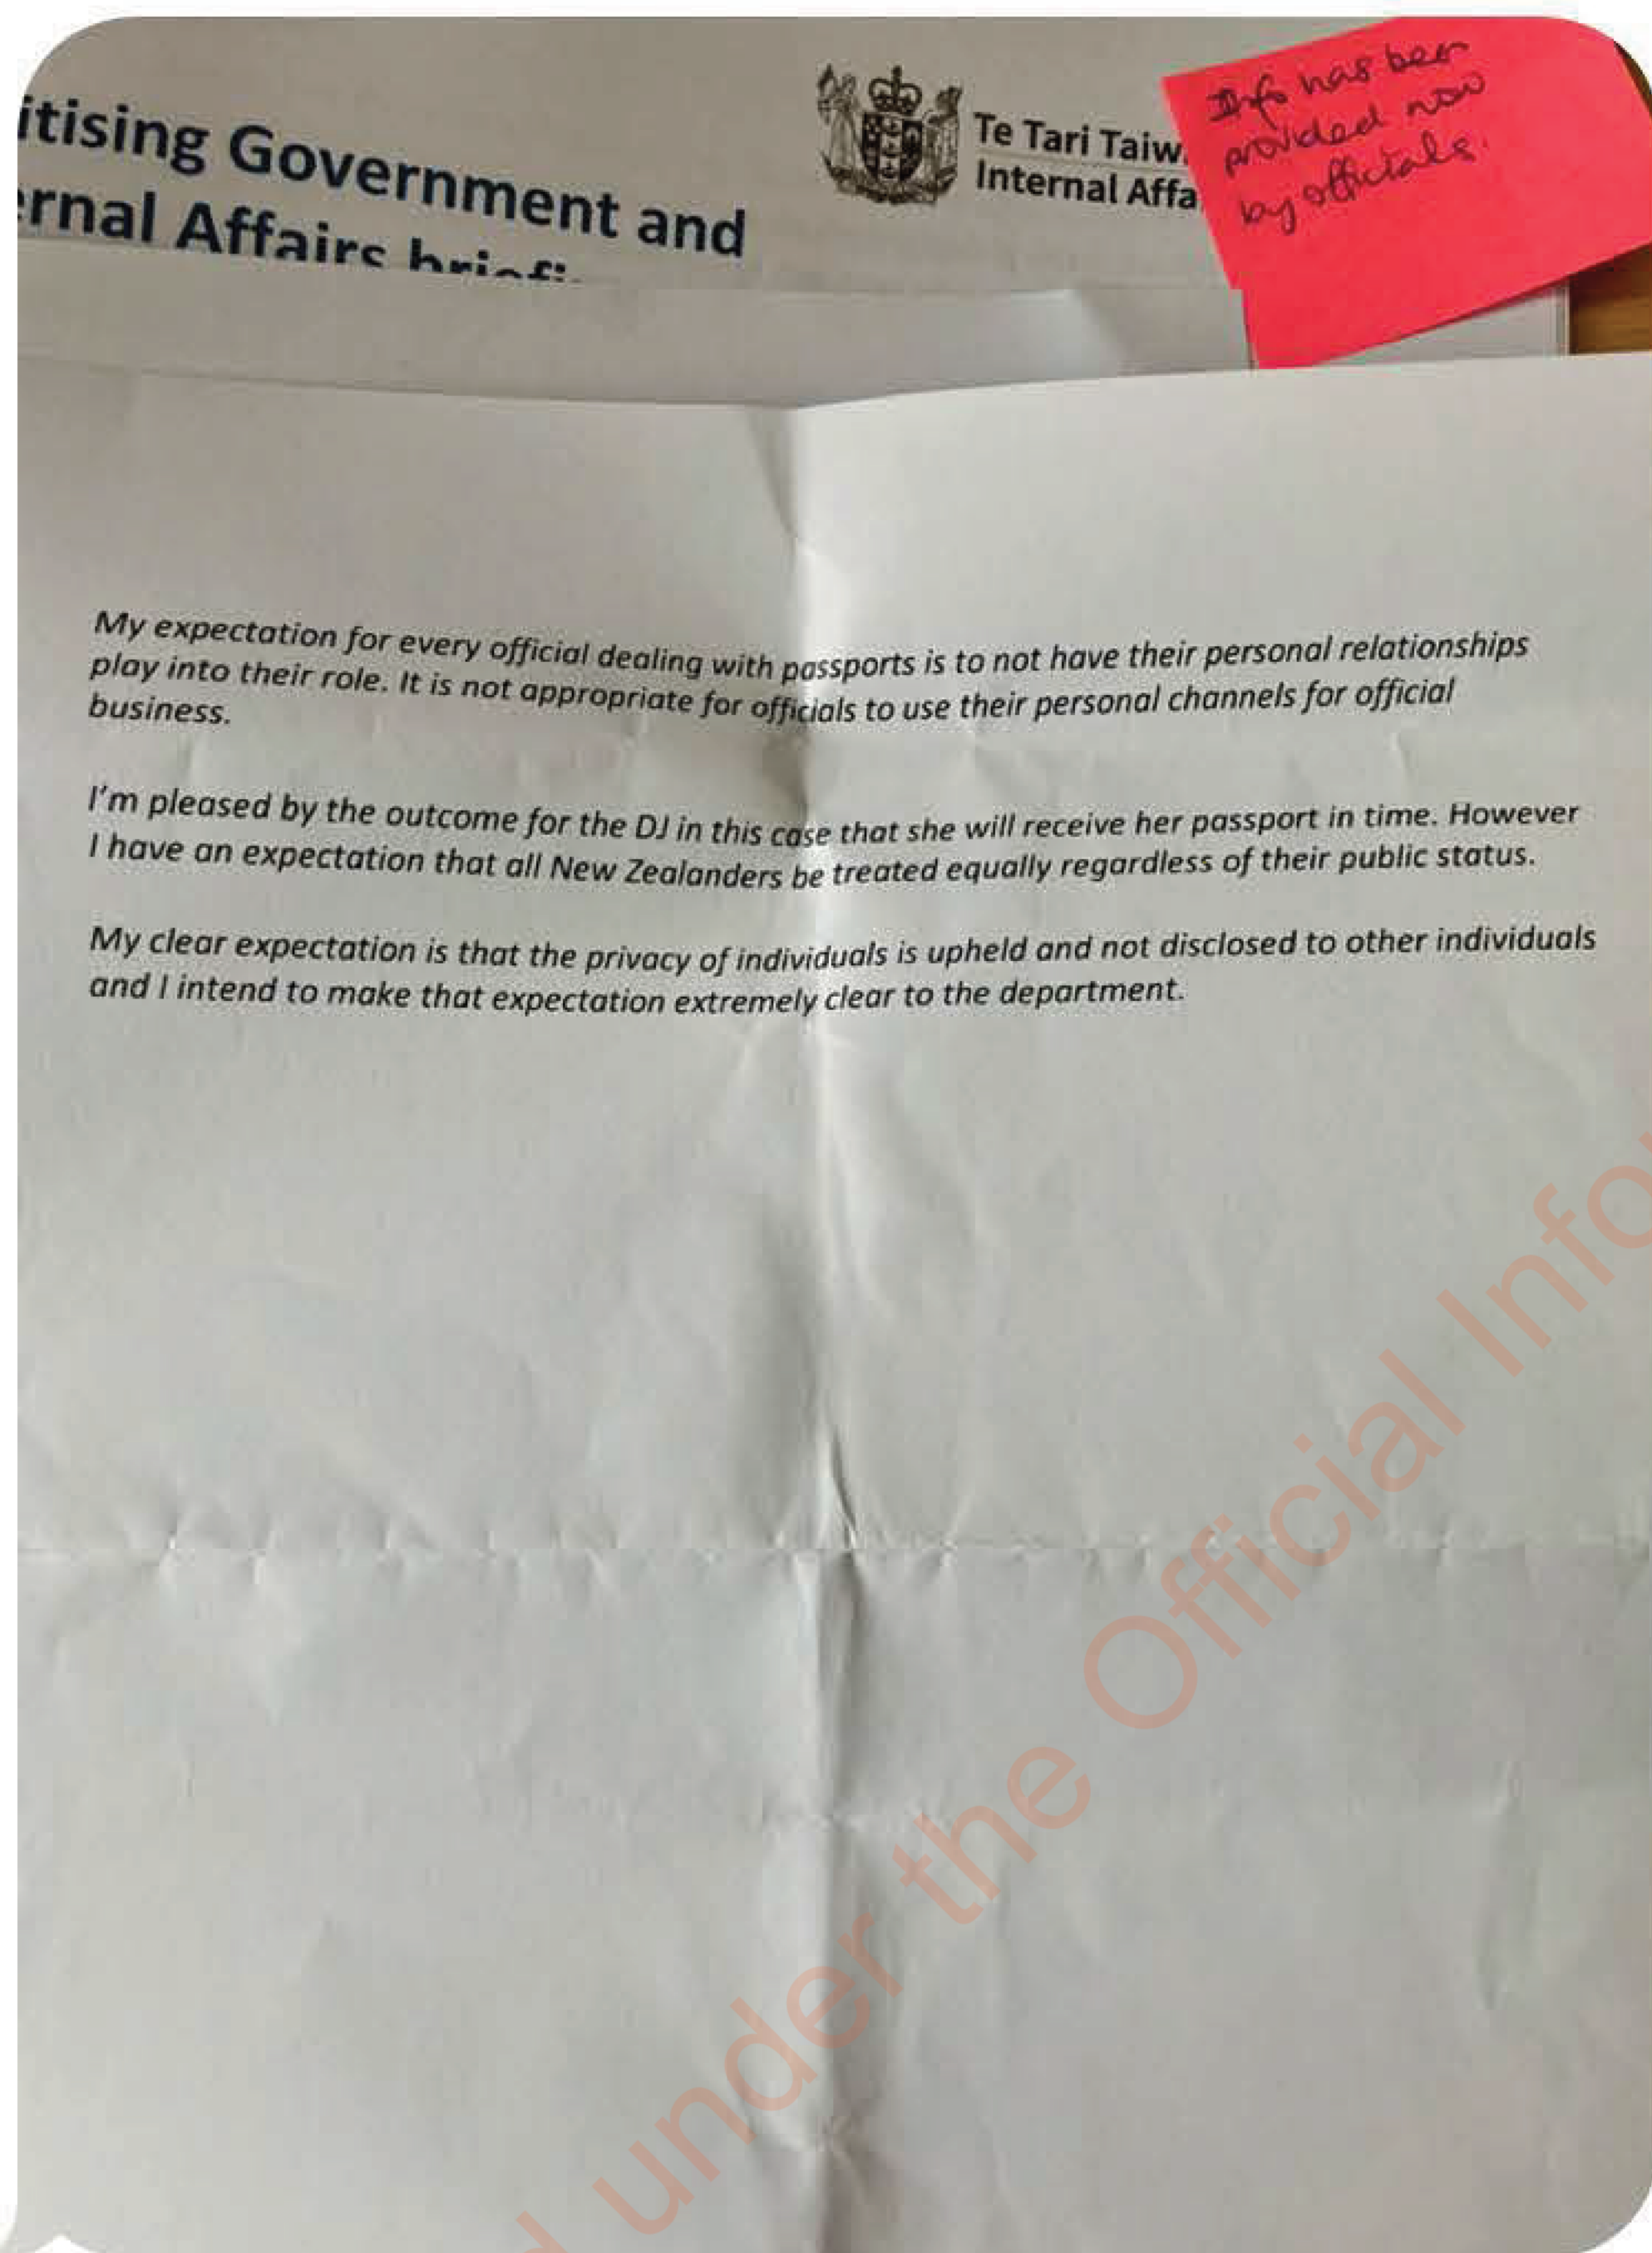 itising Government and
ernal Affairs briefi
Te Tari Taiw
Internal Affa
Info has been
provided now
by officials.
My expectation for every official dealing with passports is to not have their personal relationships
play into their role. It is not appropriate for officials to use their personal channels for official
business.
I'm pleased by the outcome for the DJ in this case that she will receive her passport in time. However
I have an expectation that all New Zealanders be treated equally regardless of their public status.
My clear expectation is that the privacy of individuals is upheld and not disclosed to other individuals
and I intend to make that expectation extremely clear to the department.
d under the Official Info